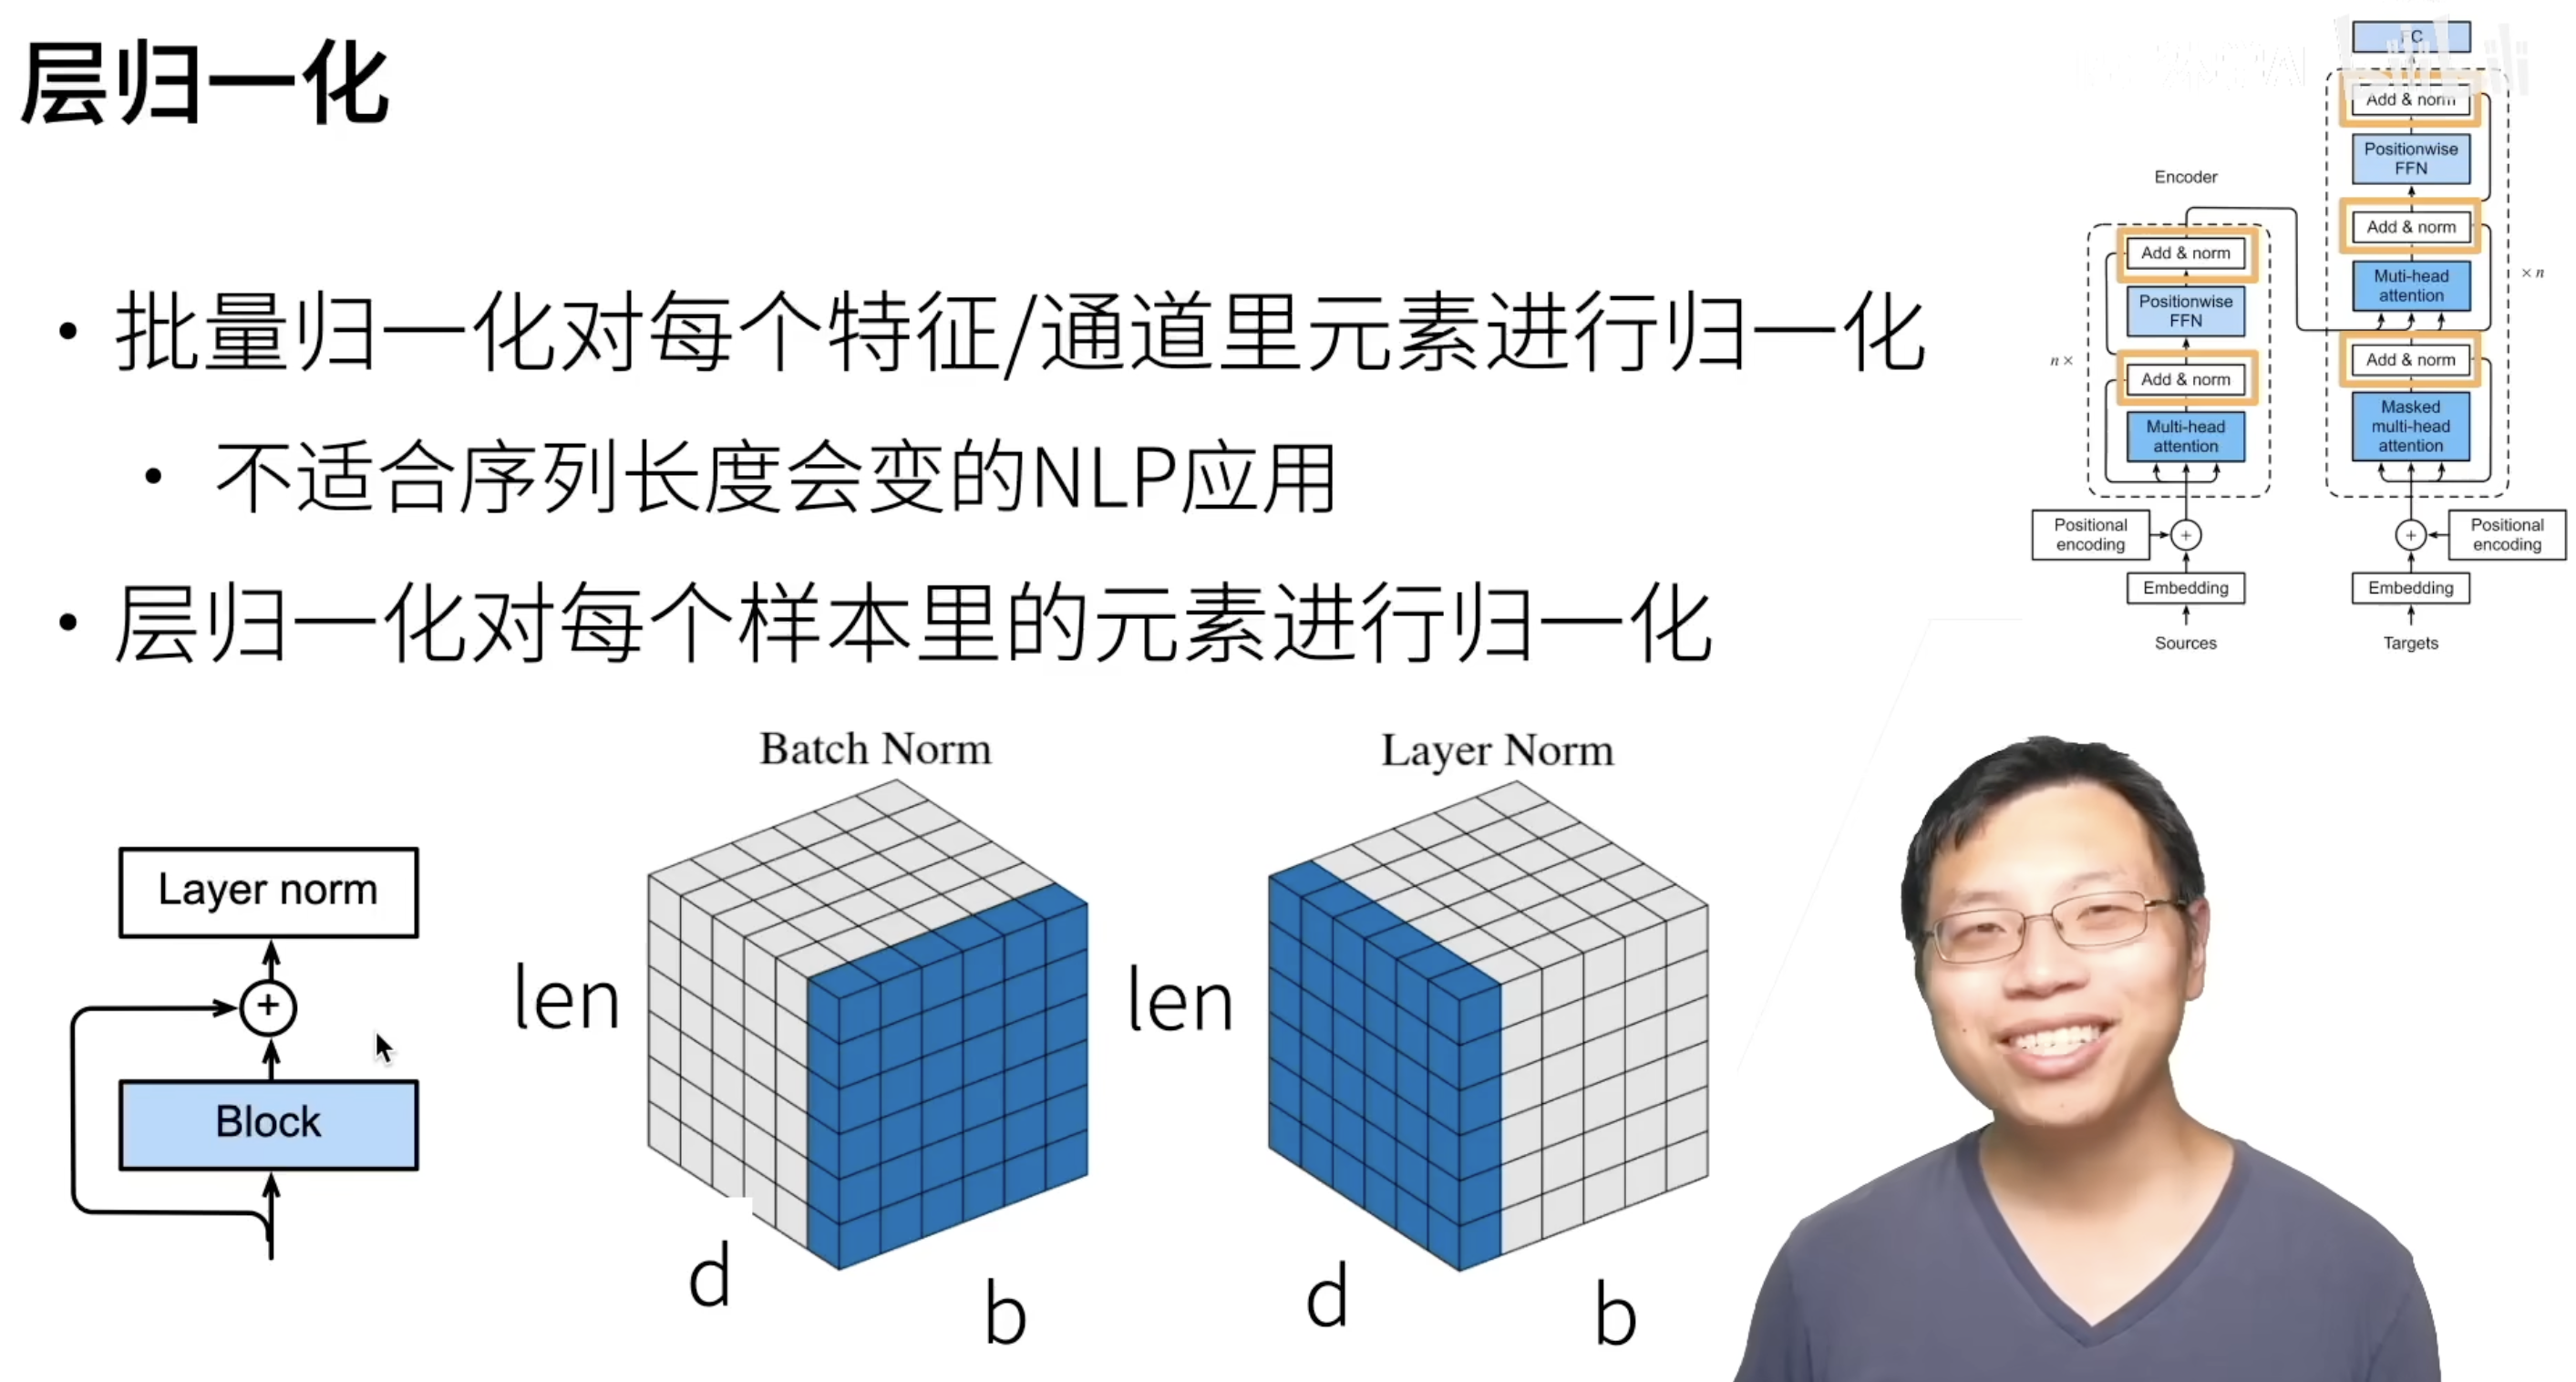 层归一化
• 批量归一化对每个特征/通道里元素进行归一化
• 不适合序列长度会变的NLP应用
• 层归一化对每个样本里的元素进行归一化
Layer norm
+
Block
Batch Norm
len
d
b
Layer Norm
len
d
b
Encoder
n ×
Add & norm
Positionwise
FFN
Add & norm
Multi-head
attention
Positional
encoding
+
Embedding
Sources
FC
Add & norm
Positionwise
FFN
Add & norm
Muti-head
attention
× n
Add & norm
Masked
multi-head
attention
+
Positional
encoding
Embedding
Targets
bilibili